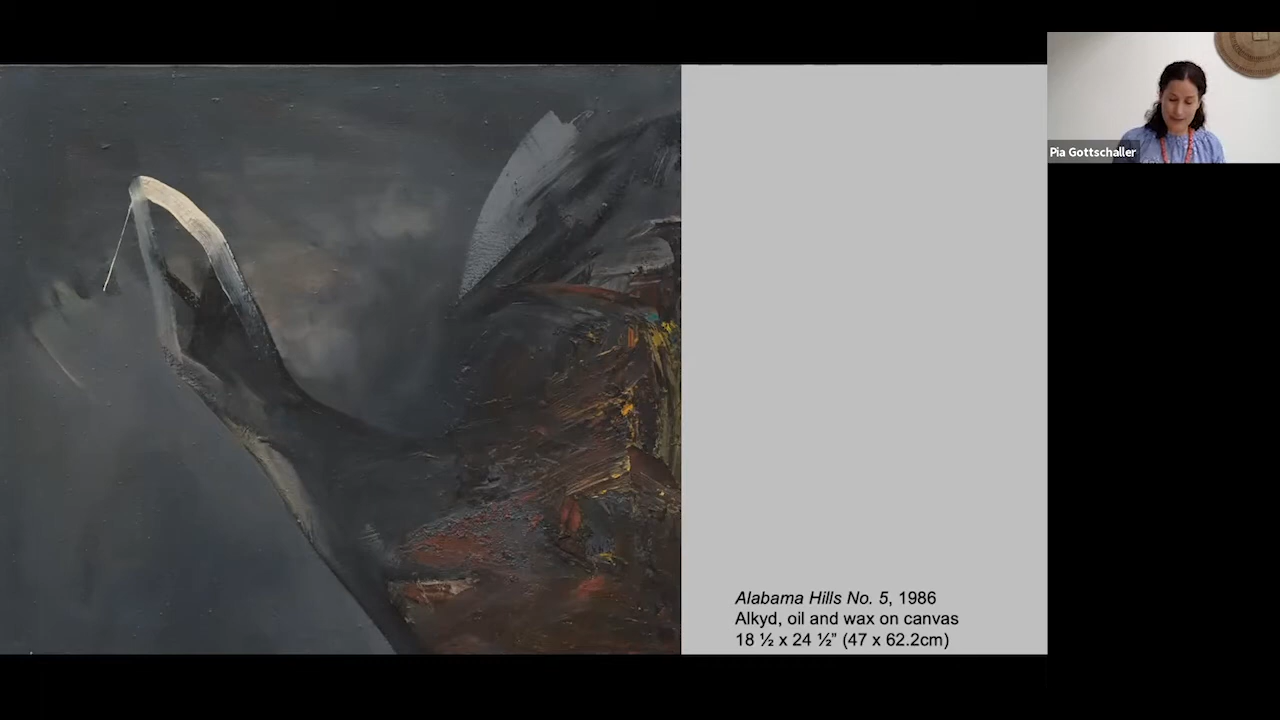 Pia Gottschaller
Alabama Hills No. 5, 1986
Alkyd, oil and wax on canvas
18 ½ x 24 ½” (47 x 62.2cm)